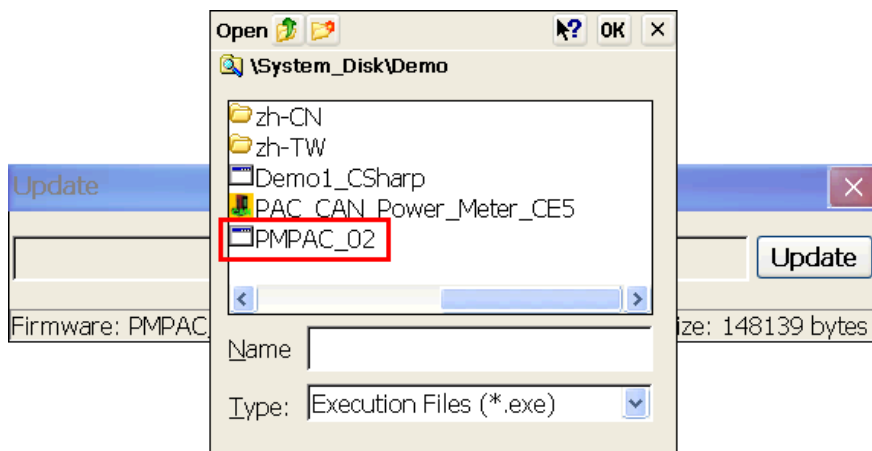 Open ? OK ×
\System_Disk\Demo
zh-CN
zh-TW
Demo1_CSharp
PAC_CAN_Power_Meter_CE5
PMPAC_02
Name
Type: Execution Files (*.exe)
Update
Update
Firmware: PMPAC_
ize: 148139 bytes